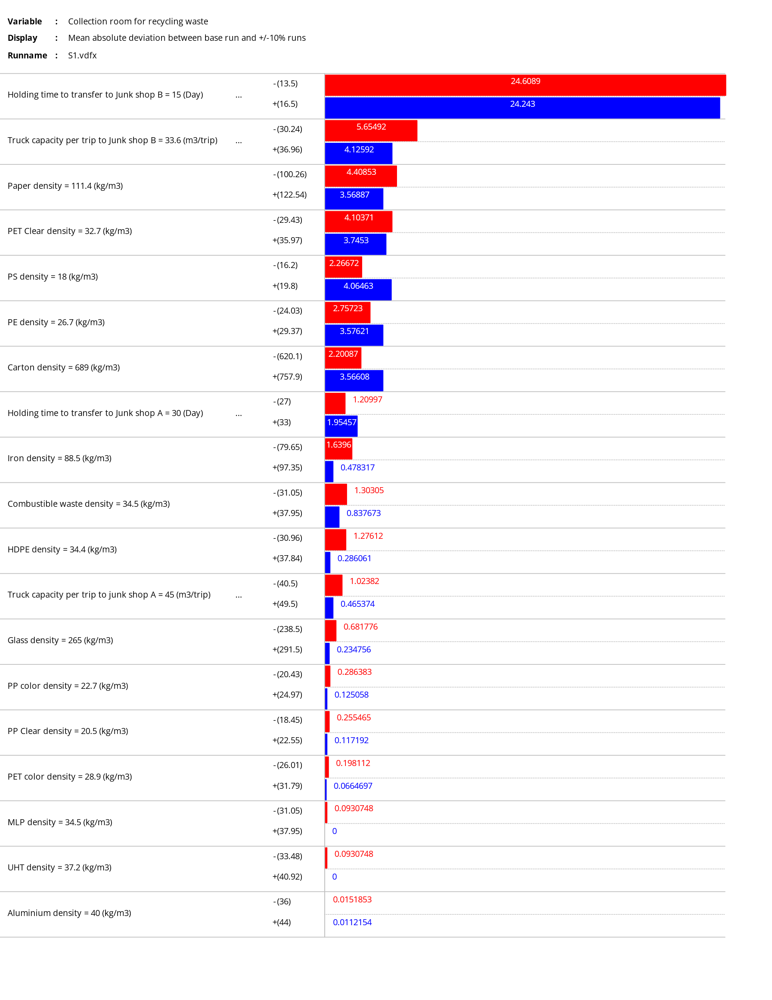 Variable : Collection room for recycling waste
Display : Mean absolute deviation between base run and +/-10% runs
Runname : S1.vdfx
-(13.5) 24.6089
Holding time to transfer to Junk shop B = 15 (Day) ...
+(16.5) 24.243
-(30.24) 5.65492
Truck capacity per trip to Junk shop B = 33.6 (m3/trip) ...
+(36.96) 4.12592
-(100.26) 4.40853
Paper density = 111.4 (kg/m3)
+(122.54) 3.56887
-(29.43) 4.10371
PET Clear density = 32.7 (kg/m3)
+(35.97) 3.7453
-(16.2) 2.26672
PS density = 18 (kg/m3)
+(19.8) 4.06463
-(24.03) 2.75723
PE density = 26.7 (kg/m3)
+(29.37) 3.57621
-(620.1) 2.20087
Carton density = 689 (kg/m3)
+(757.9) 3.56608
-(27) 1.20997
Holding time to transfer to Junk shop A = 30 (Day) ...
+(33) 1.95457
-(79.65) 1.6396
Iron density = 88.5 (kg/m3)
+(97.35) 0.478317
-(31.05) 1.30305
Combustible waste density = 34.5 (kg/m3)
+(37.95) 0.837673
-(30.96) 1.27612
HDPE density = 34.4 (kg/m3)
+(37.84) 0.286061
-(40.5) 1.02382
Truck capacity per trip to junk shop A = 45 (m3/trip) ...
+(49.5) 0.465374
-(238.5) 0.681776
Glass density = 265 (kg/m3)
+(291.5) 0.234756
-(20.43) 0.286383
PP color density = 22.7 (kg/m3)
+(24.97) 0.125058
-(18.45) 0.255465
PP Clear density = 20.5 (kg/m3)
+(22.55) 0.117192
-(26.01) 0.198112
PET color density = 28.9 (kg/m3)
+(31.79) 0.0664697
-(31.05) 0.0930748
MLP density = 34.5 (kg/m3)
+(37.95) 0
-(33.48) 0.0930748
UHT density = 37.2 (kg/m3)
+(40.92) 0
-(36) 0.0151853
Aluminium density = 40 (kg/m3)
+(44) 0.0112154